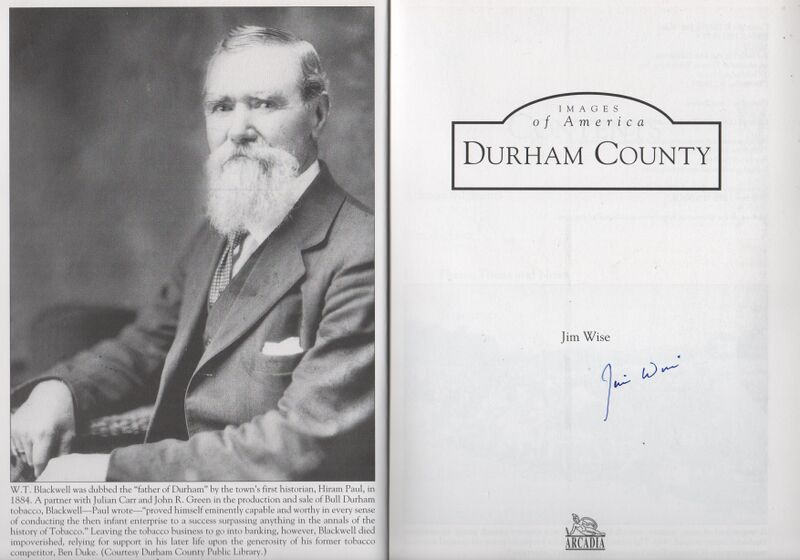 W.T. Blackwell was dubbed the "father of Durham" by the town's first historian, Hiram Paul, in
1884. A partner with Julian Carr and John R. Green in the production and sale of Bull Durham
tobacco, Blackwell—Paul wrote—"proved himself eminently capable and worthy in every sense
of conducting the then infant enterprise to a success surpassing anything in the annals of the
history of Tobacco." Leaving the tobacco business to go into banking, however, Blackwell died
impoverished, relying for support in his later life upon the generosity of his former tobacco
competitor, Ben Duke. (Courtesy Durham County Public Library.)
IMAGES
of America
DURHAM COUNTY
Jim Wise
Jim Wise
ARCADIA